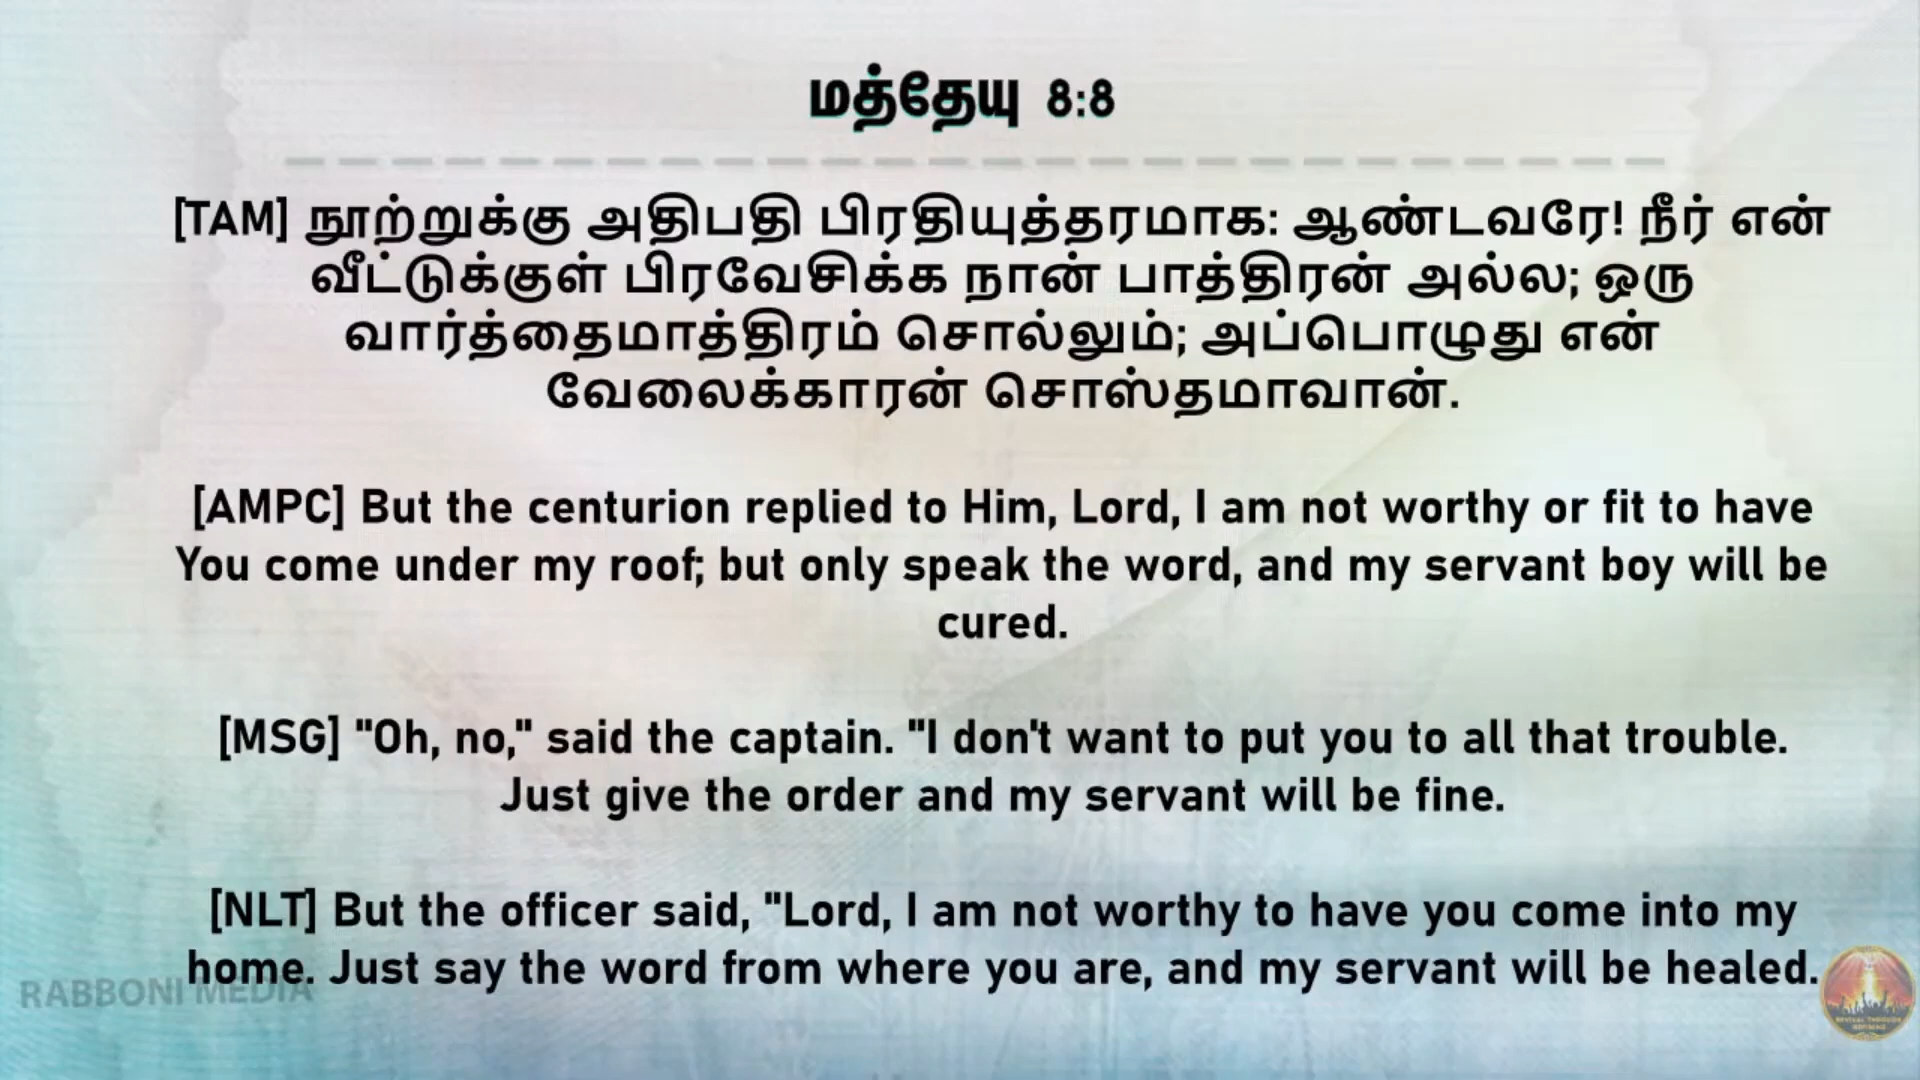 மத்தேயு 8:8
[TAM] நூற்றுக்கு அதிபதி பிரதியுத்தரமாக: ஆண்டவரே! நீர் என்
வீட்டுக்குள் பிரவேசிக்க நான் பாத்திரன் அல்ல; ஒரு
வார்த்தைமாத்திரம் சொல்லும்; அப்பொழுது என்
வேலைக்காரன் சொஸ்தமாவான்.
[AMPC] But the centurion replied to Him, Lord, I am not worthy or fit to have
You come under my roof; but only speak the word, and my servant boy will be
cured.
[MSG] "Oh, no," said the captain. "I don't want to put you to all that trouble.
Just give the order and my servant will be fine.
[NLT] But the officer said, "Lord, I am not worthy to have you come into my
home. Just say the word from where you are, and my servant will be healed.
RABBONI MEDIA
REVIVAL THROUGH